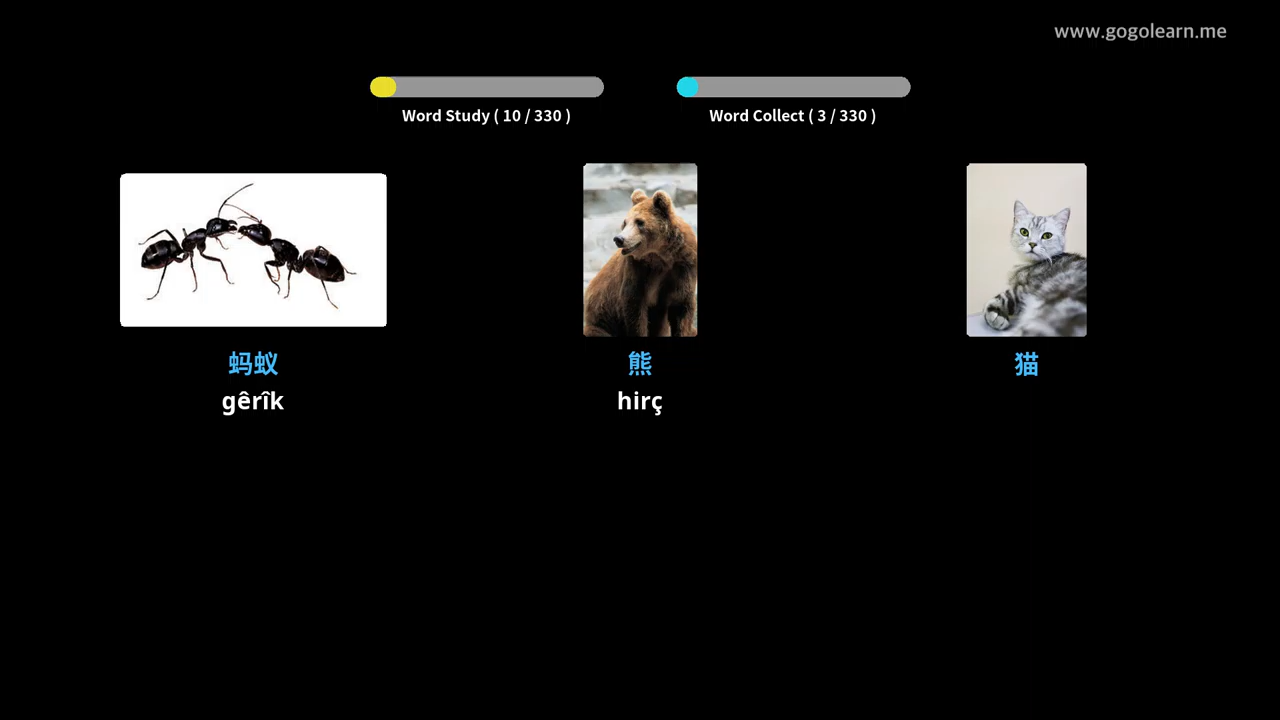 www.gogolearn.me
Word Study ( 10 / 330 )
Word Collect ( 3 / 330 )
蚂蚁
熊
猫
gêrîk
hirç